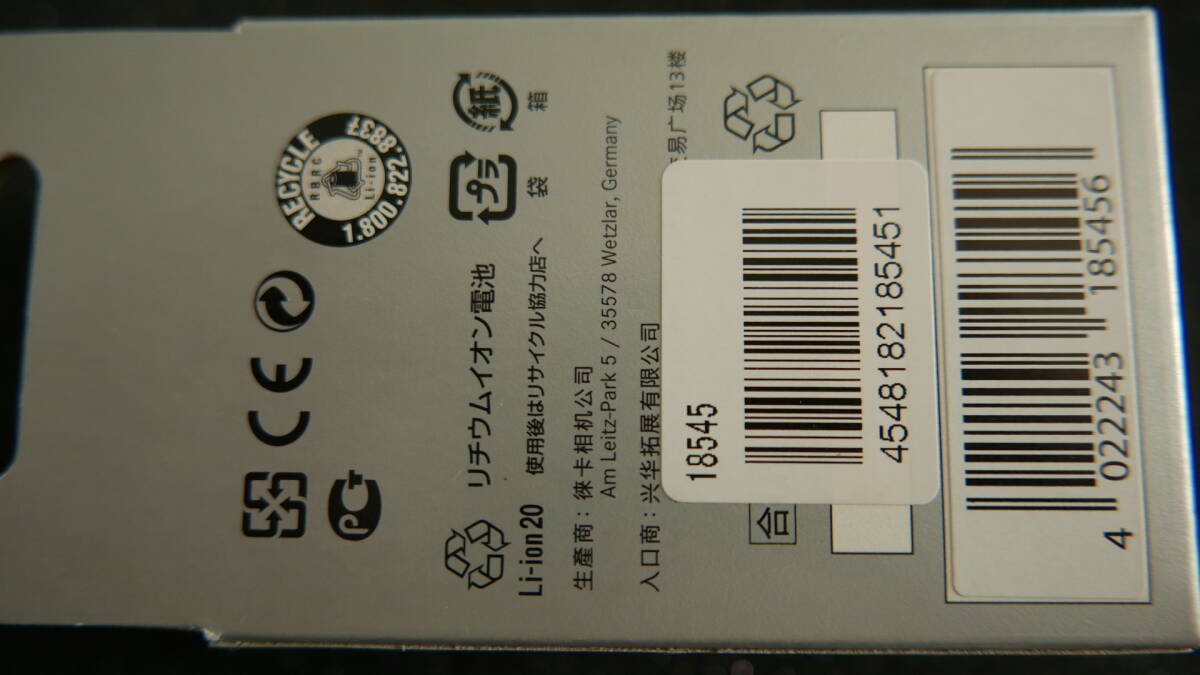 RECYCLE
RBRC
Li-ion
1.800.822.8837
紙
箱
プラ
袋
リチウムイオン電池
Li-ion20
使用後はリサイクル協力店へ
生產商：徠卡相机公司
Am Leitz-Park 5 / 35578 Wetzlar, Germany
入口商：兴华拓展有限公司
易广场13楼
合
18545
4548182185451
4 022243 185456